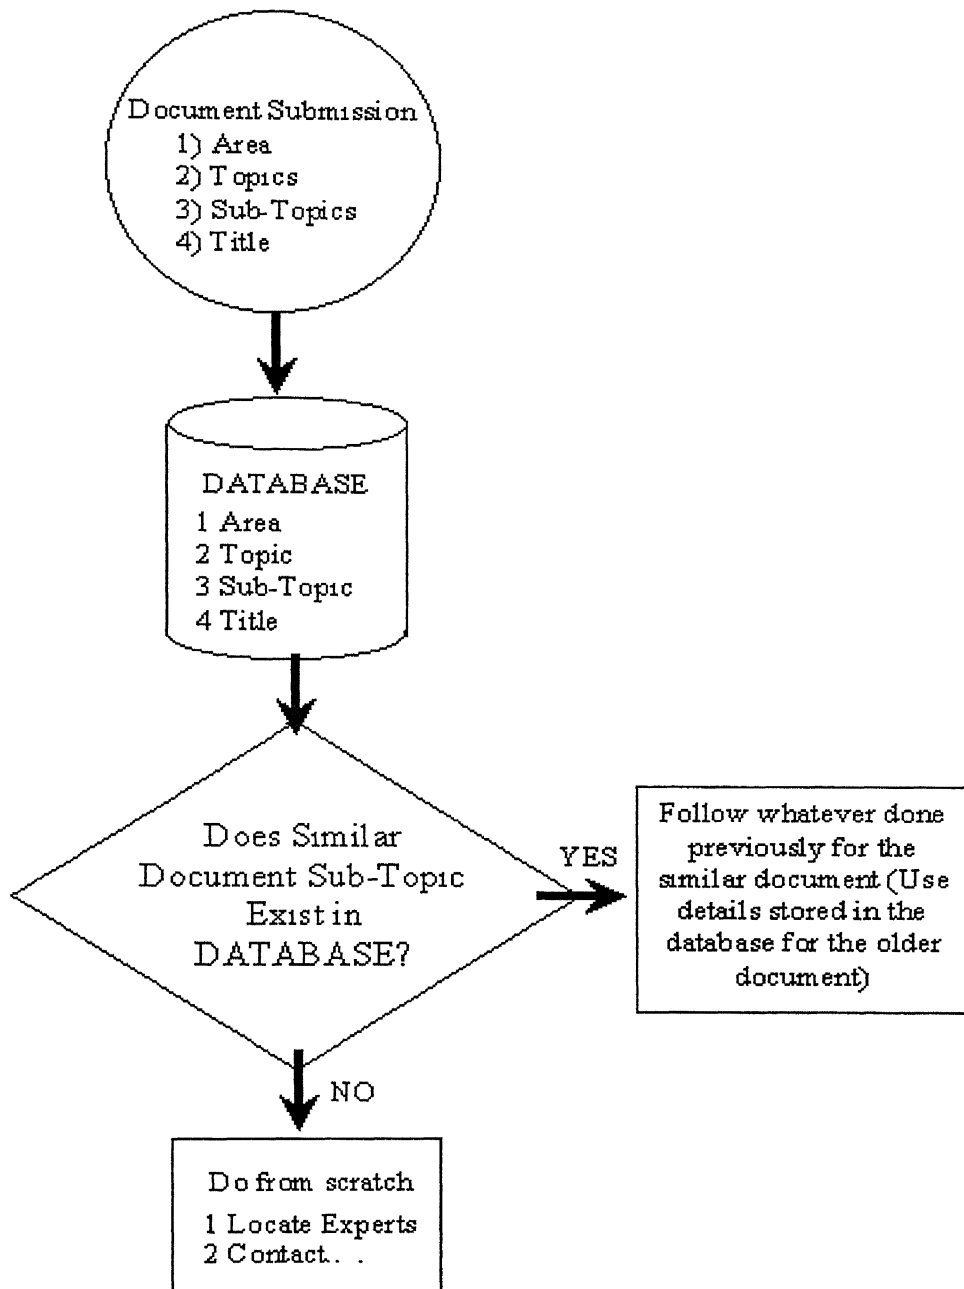 Document Submission
1) Area
2) Topics
3) Sub-Topics
4) Title
DATABASE
1 Area
2 Topic
3 Sub-Topic
4 Title
Does Similar
Document Sub-Topic
Exist in
DATABASE?
YES
Follow whatever done
previously for the
similar document (Use
details stored in the
database for the older
document)
NO
Do from scratch
1 Locate Experts
2 Contact. . .